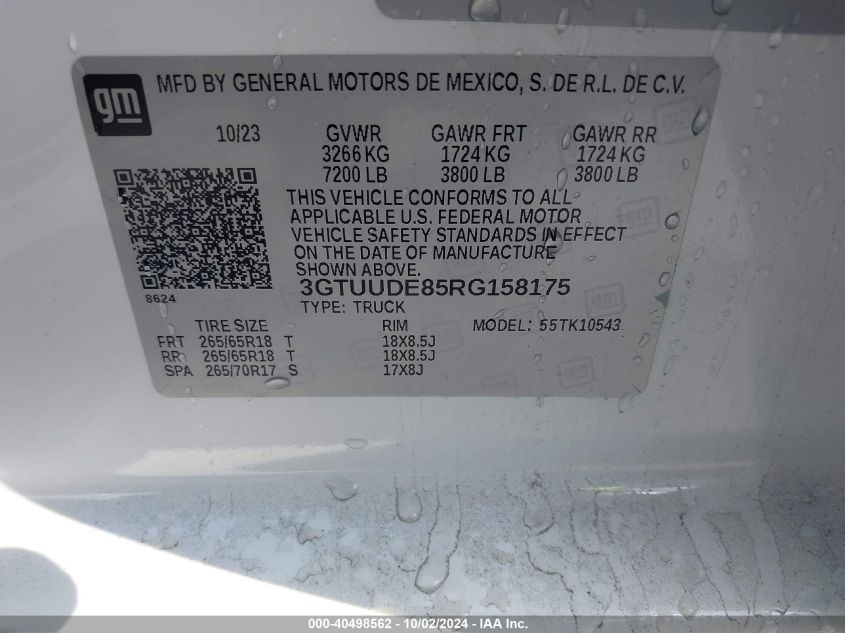 gm
MFD BY GENERAL MOTORS DE MEXICO, S. DE R.L. DE C.V.
10/23 GVWR GAWR FRT GAWR RR
3266 KG 1724 KG 1724 KG
7200 LB 3800 LB 3800 LB
THIS VEHICLE CONFORMS TO ALL
APPLICABLE U.S. FEDERAL MOTOR
VEHICLE SAFETY STANDARDS IN EFFECT
ON THE DATE OF MANUFACTURE
SHOWN ABOVE.
8624
3GTUUDE85RG158175
TYPE: TRUCK
TIRE SIZE RIM MODEL: 55TK10543
FRT 265/65R18 T 18X8.5J
RR 265/65R18 T 18X8.5J
SPA 265/70R17 S 17X8J
000-40498562 - 10/02/2024 - IAA Inc.